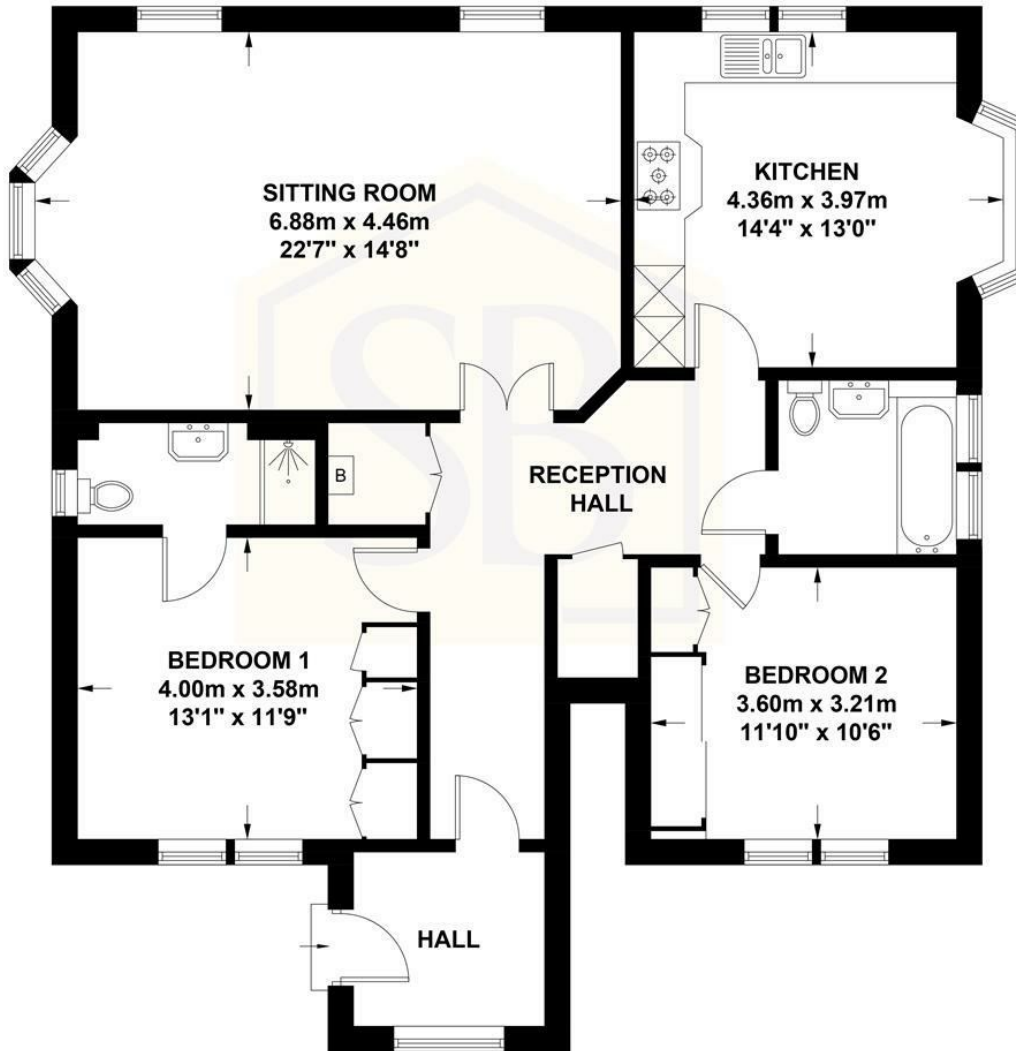 SITTING ROOM
6.88m x 4.46m
22'7" x 14'8"
KITCHEN
4.36m x 3.97m
14'4" x 13'0"
SB
B
RECEPTION
HALL
BEDROOM 1
4.00m x 3.58m
13'1" x 11'9"
BEDROOM 2
3.60m x 3.21m
11'10" x 10'6"
HALL